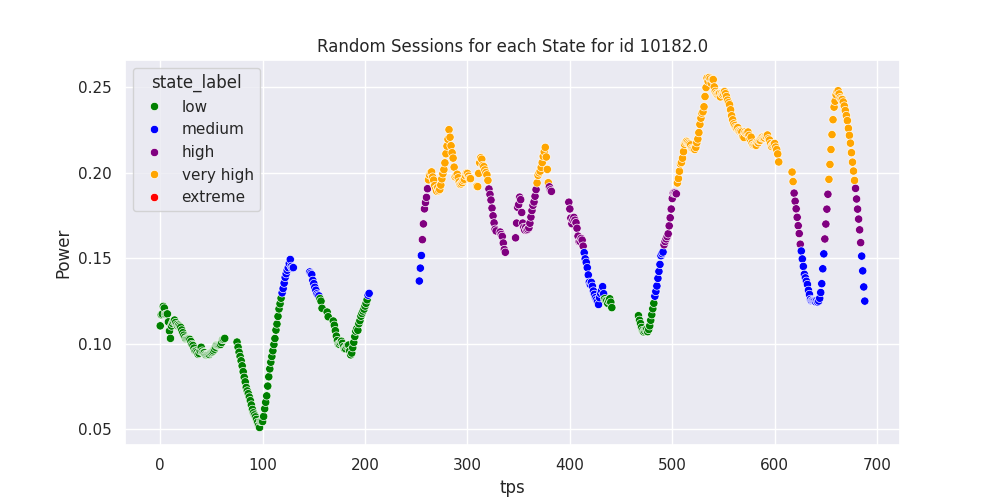 Random Sessions for each State for id 10182.0
state_label
low
medium
high
very high
extreme
Power
0.25
0.20
0.15
0.10
0.05
0 100 200 300 400 500 600 700
tps